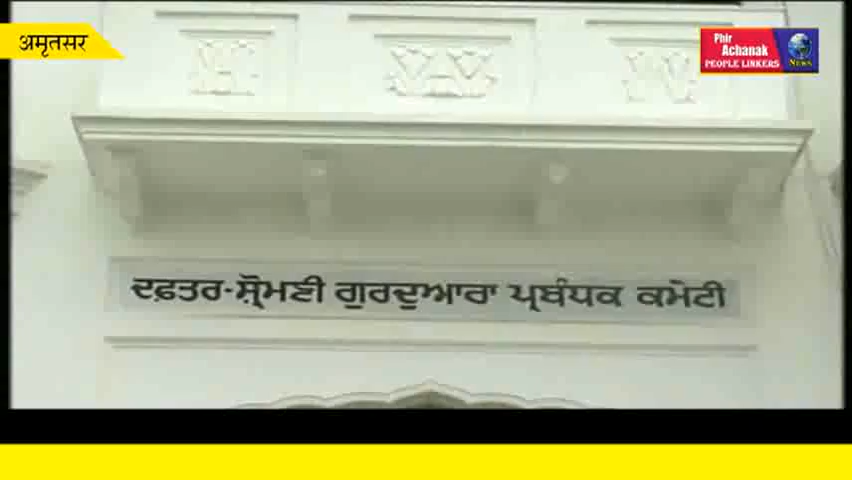 अमृतसर
Phir
Achanak
PEOPLE LINKERS
NEWS
ਦਫ਼ਤਰ-ਸ਼੍ਰੋਮਣੀ ਗੁਰਦੁਆਰਾ ਪ੍ਰਬੰਧਕ ਕਮੇਟੀ